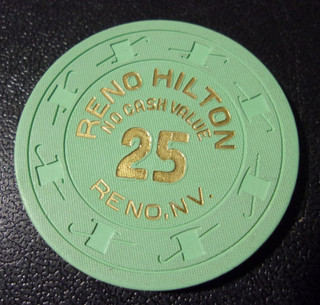 RENO HILTON
NO CASH VALUE
25
RENO, NV.